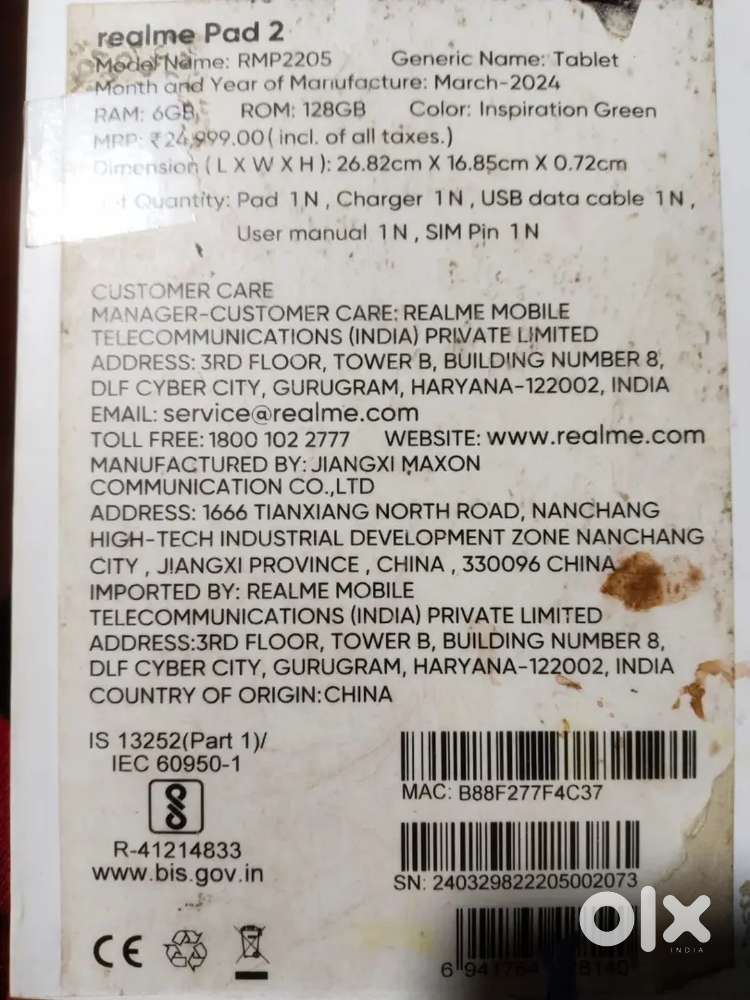 realme Pad 2
Model Name: RMP2205 Generic Name: Tablet
Month and Year of Manufacture: March-2024
RAM: 6GB, ROM: 128GB Color: Inspiration Green
MRP: ₹24,999.00( incl. of all taxes.)
Dimension ( L X W X H ): 26.82cm X 16.85cm X 0.72cm
Quantity: Pad 1 N , Charger 1 N , USB data cable 1 N ,
User manual 1 N , SIM Pin 1 N
CUSTOMER CARE
MANAGER-CUSTOMER CARE: REALME MOBILE
TELECOMMUNICATIONS (INDIA) PRIVATE LIMITED
ADDRESS: 3RD FLOOR, TOWER B, BUILDING NUMBER 8,
DLF CYBER CITY, GURUGRAM, HARYANA-122002, INDIA
EMAIL: service@realme.com
TOLL FREE: 1800 102 2777 WEBSITE: www.realme.com
MANUFACTURED BY: JIANGXI MAXON
COMMUNICATION CO.,LTD
ADDRESS: 1666 TIANXIANG NORTH ROAD, NANCHANG
HIGH-TECH INDUSTRIAL DEVELOPMENT ZONE NANCHANG
CITY , JIANGXI PROVINCE , CHINA , 330096 CHINA
IMPORTED BY: REALME MOBILE
TELECOMMUNICATIONS (INDIA) PRIVATE LIMITED
ADDRESS:3RD FLOOR, TOWER B, BUILDING NUMBER 8,
DLF CYBER CITY, GURUGRAM, HARYANA-122002, INDIA
COUNTRY OF ORIGIN:CHINA
IS 13252(Part 1)/
IEC 60950-1
R-41214833
www.bis.gov.in
MAC: B88F277F4C37
SN: 240329822205002073
CE
olx
INDIA